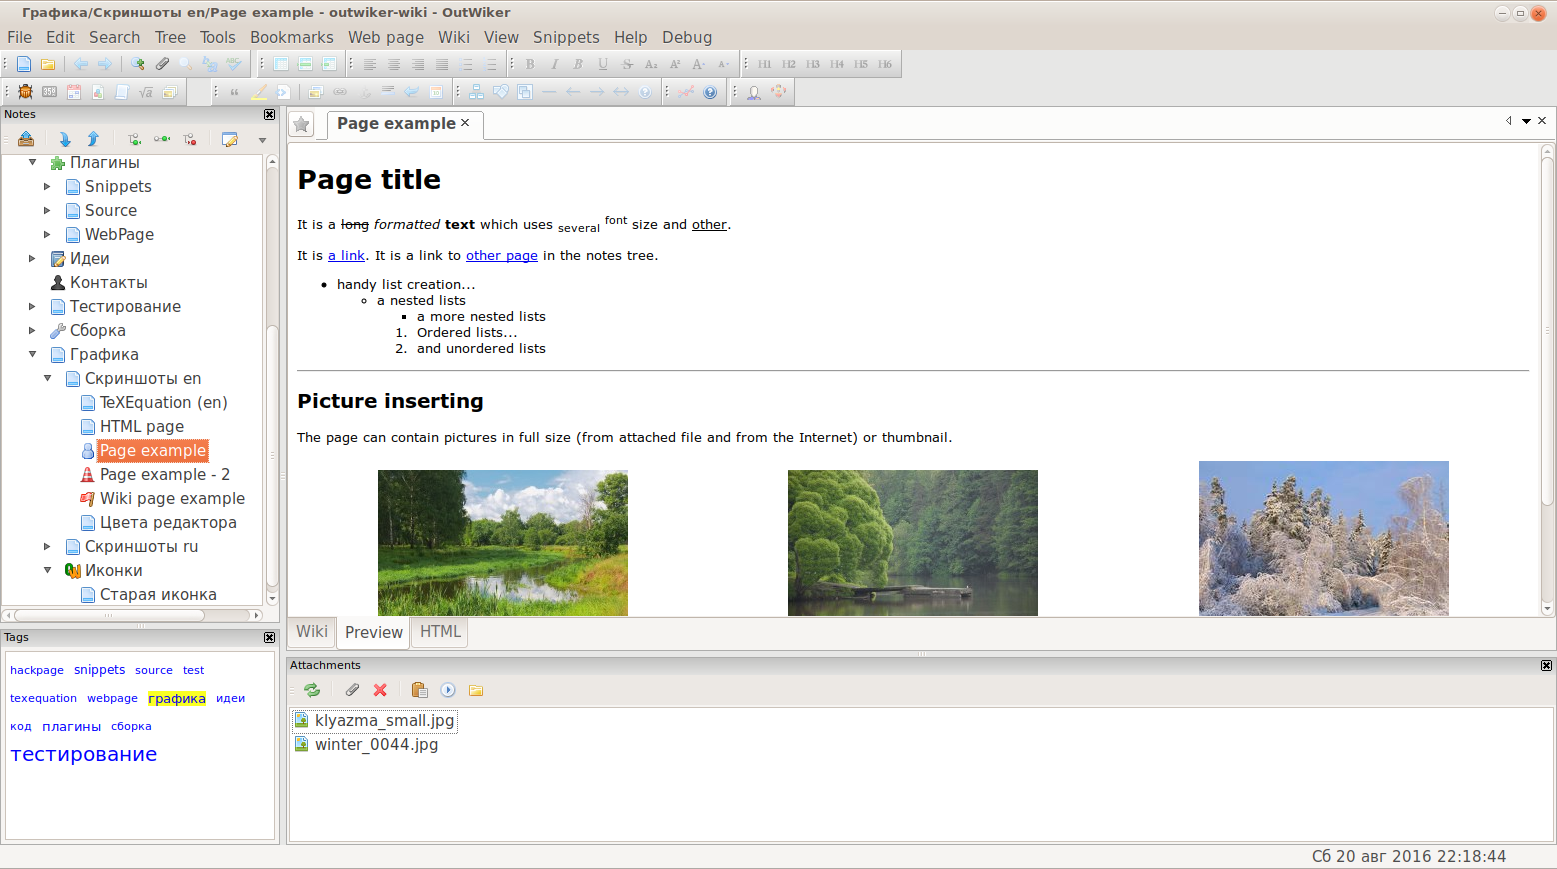 Графика/Скриншоты en/Page example - outwiker-wiki - OutWiker
File Edit Search Tree Tools Bookmarks Web page Wiki View Snippets Help Debug
B I B U S A₂ A² A A H1 H2 H3 H4 H5 H6
√a
Notes
Плагины
Snippets
Source
WebPage
Идеи
Контакты
Тестирование
Сборка
Графика
Скриншоты en
TeXEquation (en)
HTML page
Page example
Page example - 2
Wiki page example
Цвета редактора
Скриншоты ru
Иконки
Старая иконка
Tags
hackpage snippets source test
texequation webpage графика идеи
код плагины сборка
тестирование
Page example
Page title
It is a long formatted text which uses several font size and other.
It is a link. It is a link to other page in the notes tree.
handy list creation...
a nested lists
a more nested lists
1. Ordered lists...
2. and unordered lists
Picture inserting
The page can contain pictures in full size (from attached file and from the Internet) or thumbnail.
Wiki Preview HTML
Attachments
klyazma_small.jpg
winter_0044.jpg
Сб 20 авг 2016 22:18:44